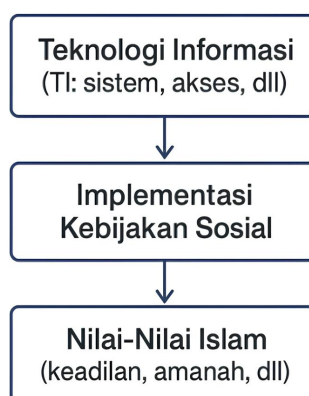 Teknologi Informasi
(TI: sistem, akses, dll)
Implementasi
Kebijakan Sosial
Nilai-Nilai Islam
(keadilan, amanah, dll)